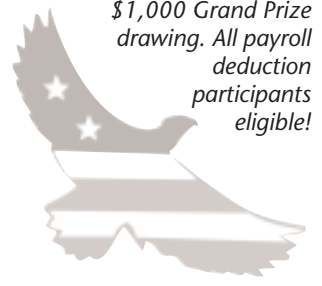 $1,000 Grand Prize
drawing. All payroll
deduction
participants
eligible!